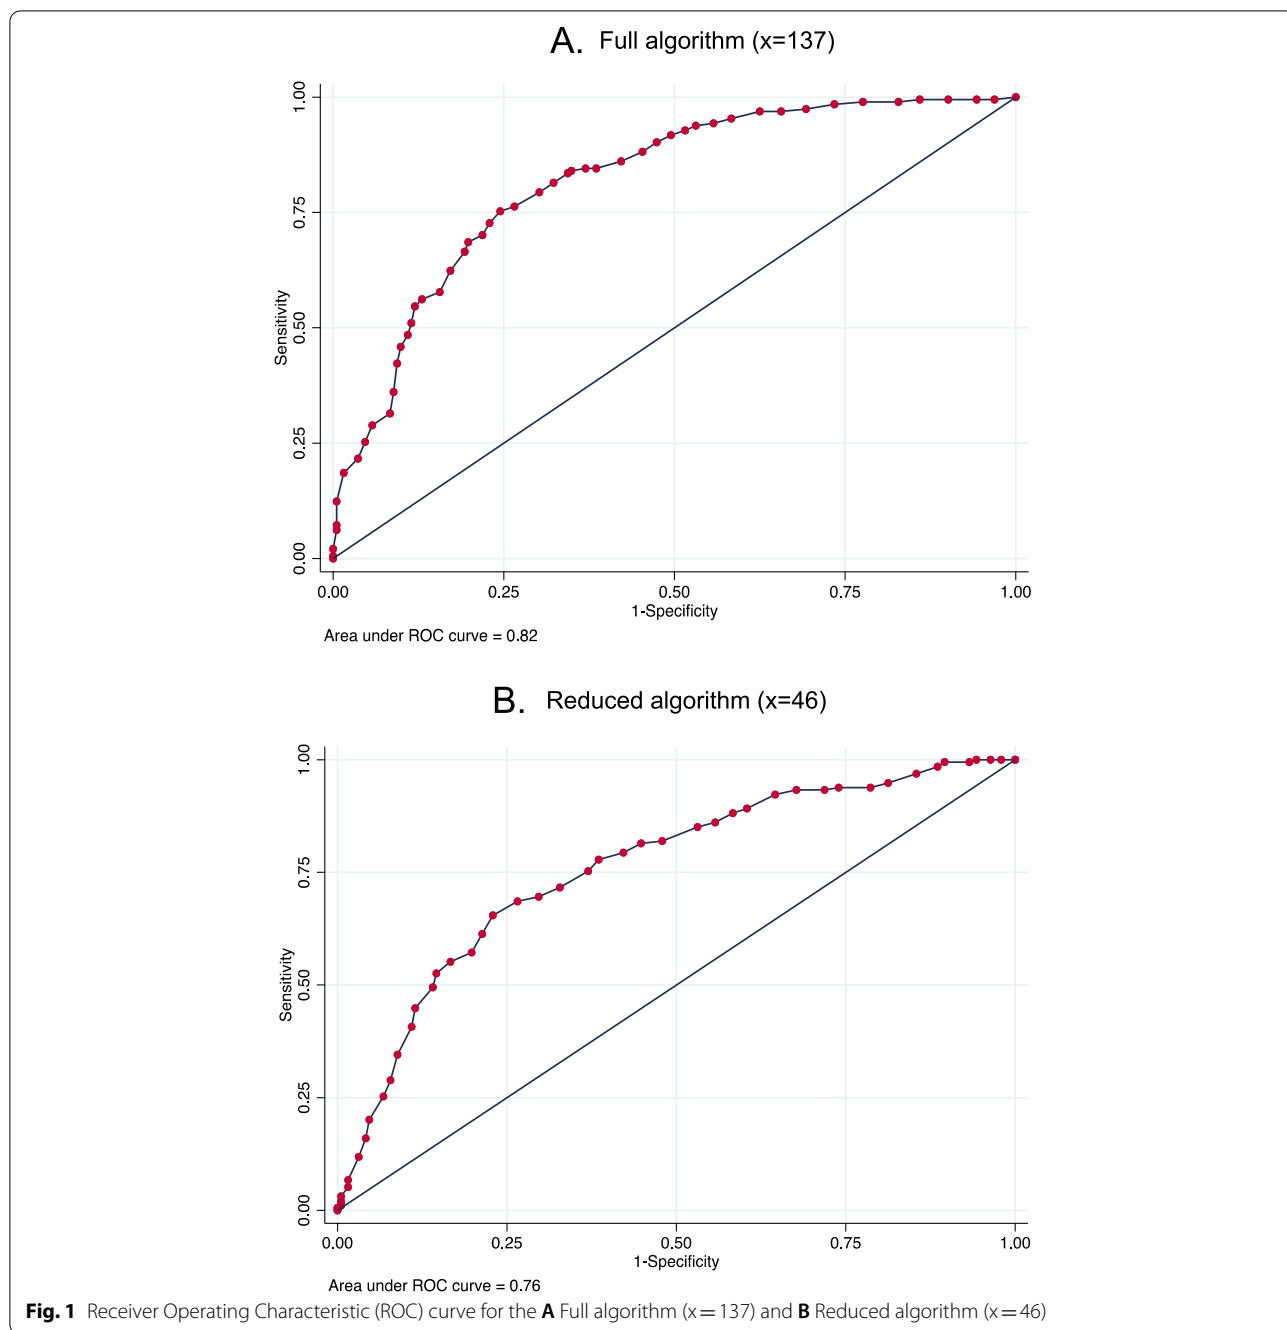 A. Full algorithm (x=137)
1.00
0.75
0.50
0.25
0.00
Sensitivity
0.00 0.25 0.50 0.75 1.00
1-Specificity
Area under ROC curve = 0.82
B. Reduced algorithm (x=46)
1.00
0.75
0.50
0.25
0.00
Sensitivity
0.00 0.25 0.50 0.75 1.00
1-Specificity
Area under ROC curve = 0.76
Fig. 1 Receiver Operating Characteristic (ROC) curve for the A Full algorithm (x = 137) and B Reduced algorithm (x = 46)